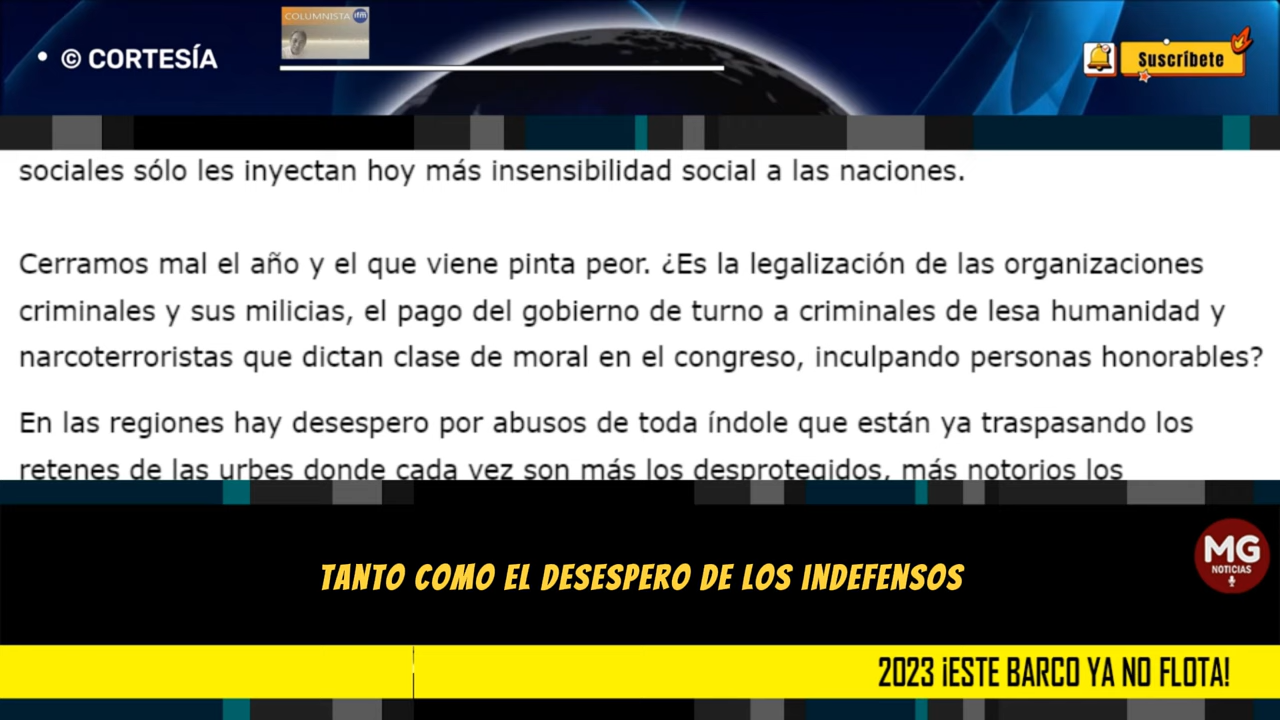 • © CORTESÍA
COLUMNISTA ifm
Suscríbete
sociales sólo les inyectan hoy más insensibilidad social a las naciones.
Cerramos mal el año y el que viene pinta peor. ¿Es la legalización de las organizaciones
criminales y sus milicias, el pago del gobierno de turno a criminales de lesa humanidad y
narcoterroristas que dictan clase de moral en el congreso, inculpando personas honorables?
En las regiones hay desespero por abusos de toda índole que están ya traspasando los
retenes de las urbes donde cada vez son más los desprotegidos, más notorios los
TANTO COMO EL DESESPERO DE LOS INDEFENSOS
MG
NOTICIAS
2023 ¡ESTE BARCO YA NO FLOTA!